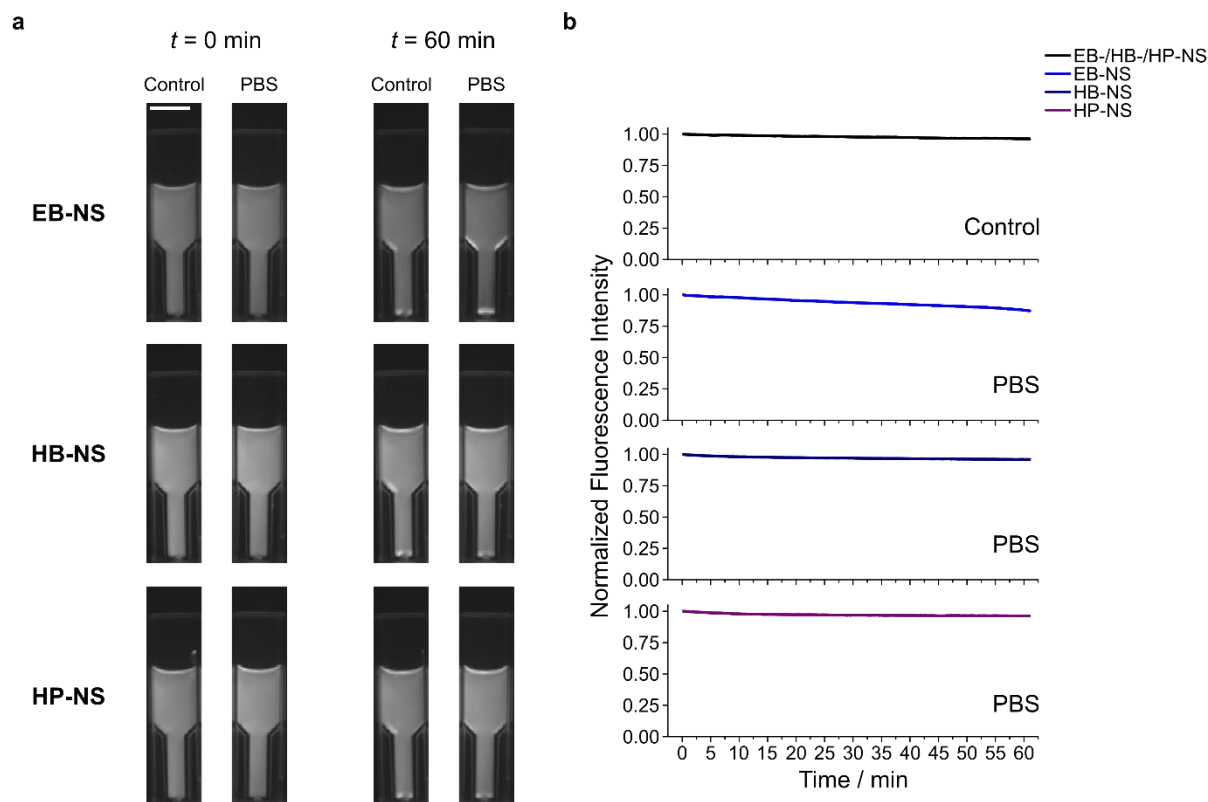 a
t = 0 min
t = 60 min
Control
PBS
Control
PBS
EB-NS
HB-NS
HP-NS
b
EB-/HB-/HP-NS
EB-NS
HB-NS
HP-NS
Normalized Fluorescence Intensity
1.00
0.75
0.50
0.25
0.00
Control
1.00
0.75
0.50
0.25
0.00
PBS
1.00
0.75
0.50
0.25
0.00
PBS
1.00
0.75
0.50
0.25
0.00
PBS
0 5 10 15 20 25 30 35 40 45 50 55 60
Time / min